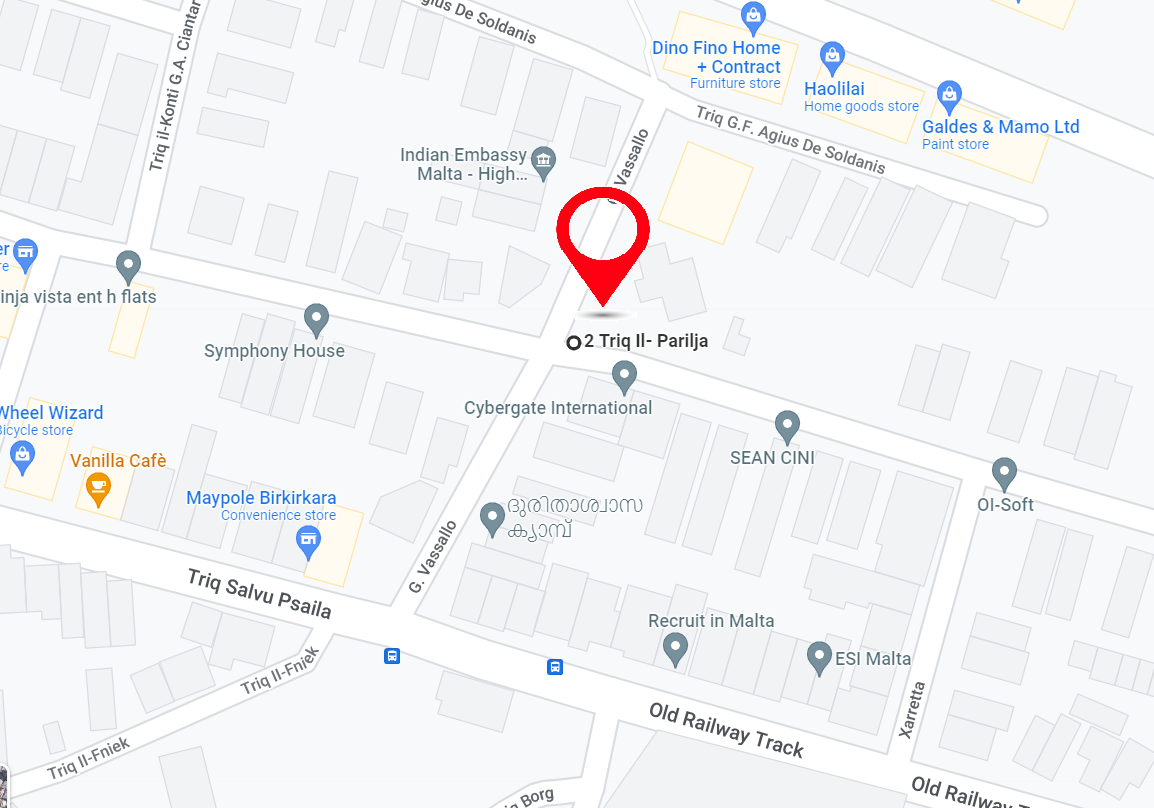 gius De Soldanis
Triq il-Konti G.A. Ciantar
Dino Fino Home
+ Contract
Furniture store
Haolilai
Home goods store
Galdes & Mamo Ltd
Paint store
Triq G.F. Agius De Soldanis
Indian Embassy
Malta - High...
Vassallo
inja vista ent h flats
Symphony House
2 Triq Il- Parilja
Cybergate International
Wheel Wizard
Bicycle store
Vanilla Cafè
SEAN CINI
OI-Soft
Maypole Birkirkara
Convenience store
ദുരിതാശ്വാസ
ക്യാമ്പ്
G. Vassallo
Triq Salvu Psaila
Recruit in Malta
ESI Malta
Triq Il-Fniek
Xarretta
Old Railway Track
Triq Il-Fniek
Borg
Old Railway T